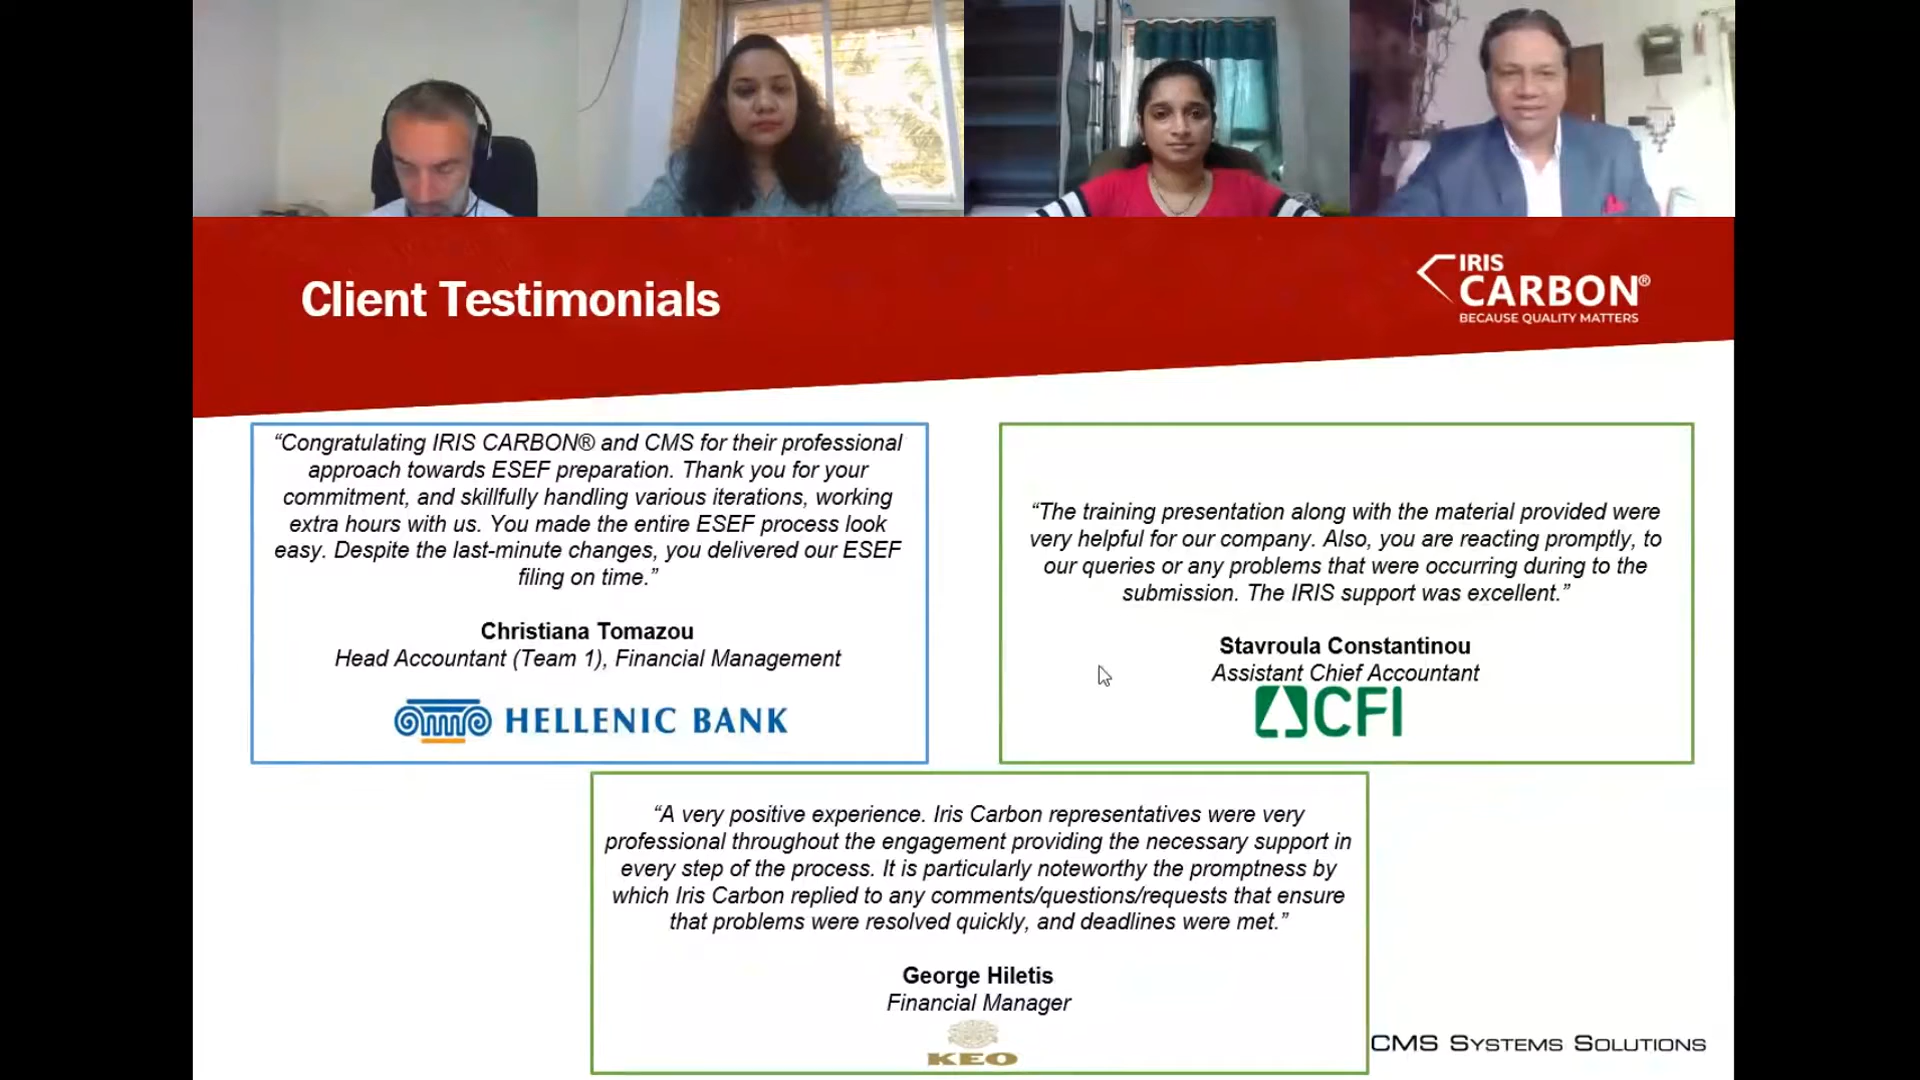 Client Testimonials
IRIS
CARBON®
BECAUSE QUALITY MATTERS
“Congratulating IRIS CARBON® and CMS for their professional
approach towards ESEF preparation. Thank you for your
commitment, and skillfully handling various iterations, working
extra hours with us. You made the entire ESEF process look
easy. Despite the last-minute changes, you delivered our ESEF
filing on time.”
Christiana Tomazou
Head Accountant (Team 1), Financial Management
HELLENIC BANK
“The training presentation along with the material provided were
very helpful for our company. Also, you are reacting promptly, to
our queries or any problems that were occurring during to the
submission. The IRIS support was excellent.”
Stavroula Constantinou
Assistant Chief Accountant
CFI
“A very positive experience. Iris Carbon representatives were very
professional throughout the engagement providing the necessary support in
every step of the process. It is particularly noteworthy the promptness by
which Iris Carbon replied to any comments/questions/requests that ensure
that problems were resolved quickly, and deadlines were met.”
George Hiletis
Financial Manager
KEO
CMS SYSTEMS SOLUTIONS